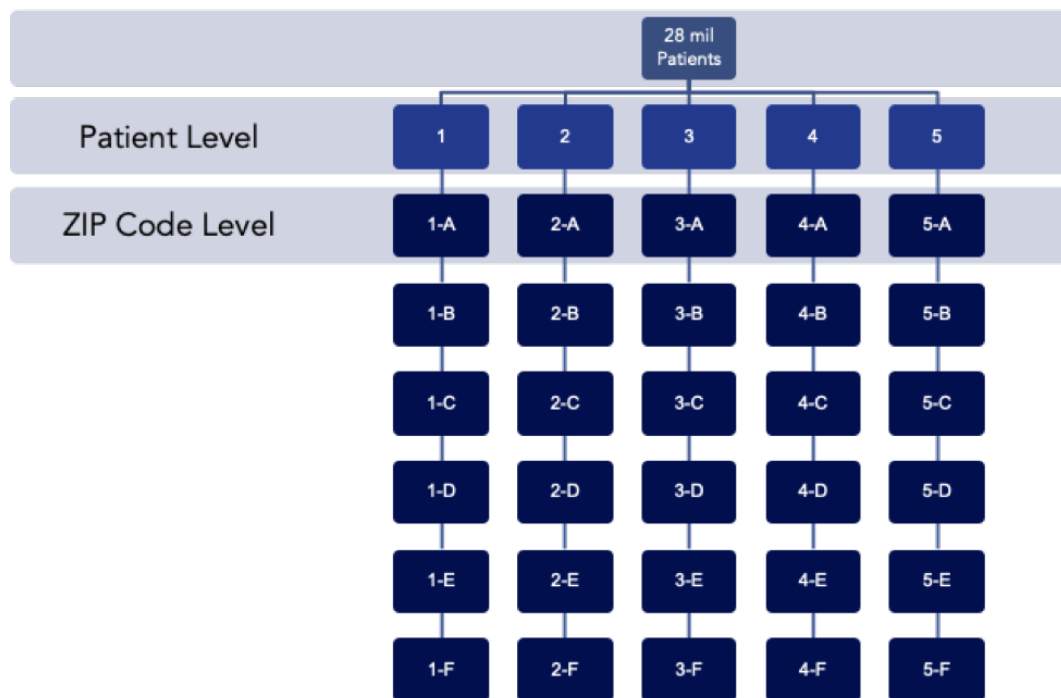 28 mil
Patients
Patient Level
1
2
3
4
5
ZIP Code Level
1-A
2-A
3-A
4-A
5-A
1-B
2-B
3-B
4-B
5-B
1-C
2-C
3-C
4-C
5-C
1-D
2-D
3-D
4-D
5-D
1-E
2-E
3-E
4-E
5-E
1-F
2-F
3-F
4-F
5-F